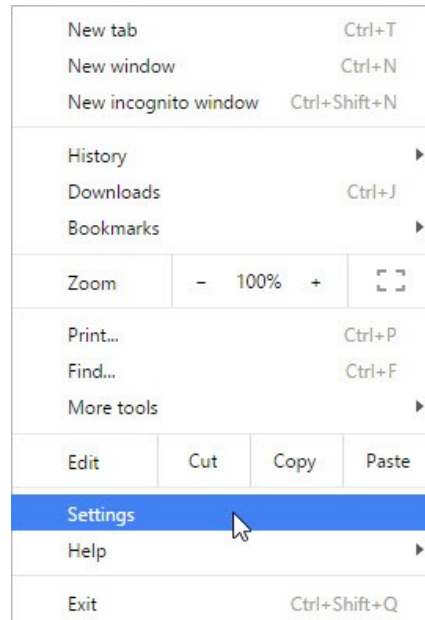 New tab Ctrl+T
New window Ctrl+N
New incognito window Ctrl+Shift+N
History
Downloads Ctrl+J
Bookmarks
Zoom - 100% +
Print... Ctrl+P
Find... Ctrl+F
More tools
Edit Cut Copy Paste
Settings
Help
Exit Ctrl+Shift+Q